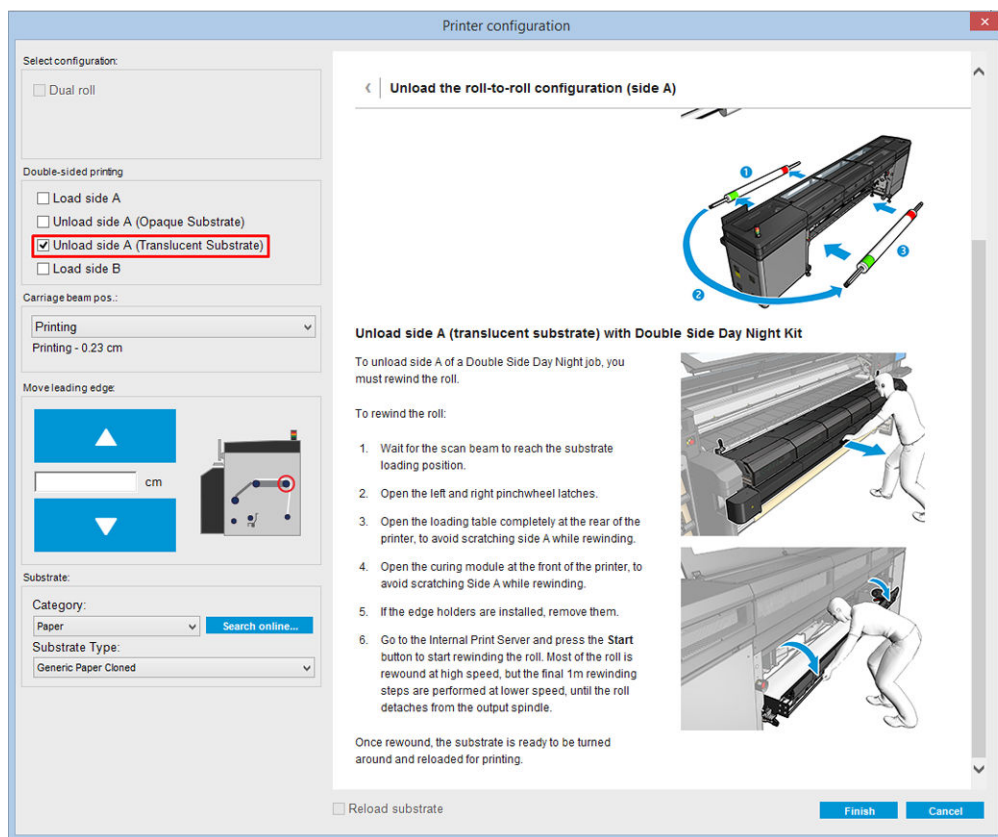 Printer configuration
Select configuration:
Dual roll
Double-sided printing
Load side A
Unload side A (Opaque Substrate)
Unload side A (Translucent Substrate)
Load side B
Carriage beam pos.:
Printing
Printing - 0.23 cm
Move leading edge:
cm
Substrate:
Category:
Paper
Search online...
Substrate Type:
Generic Paper Cloned
Unload the roll-to-roll configuration (side A)
1
2
3
Unload side A (translucent substrate) with Double Side Day Night Kit
To unload side A of a Double Side Day Night job, you
must rewind the roll.
To rewind the roll:
1. Wait for the scan beam to reach the substrate
loading position.
2. Open the left and right pinchwheel latches.
3. Open the loading table completely at the rear of the
printer, to avoid scratching side A while rewinding.
4. Open the curing module at the front of the printer, to
avoid scratching Side A while rewinding.
5. If the edge holders are installed, remove them.
6. Go to the Internal Print Server and press the Start
button to start rewinding the roll. Most of the roll is
rewound at high speed, but the final 1m rewinding
steps are performed at lower speed, until the roll
detaches from the output spindle.
Once rewound, the substrate is ready to be turned
around and reloaded for printing.
Reload substrate
Finish
Cancel